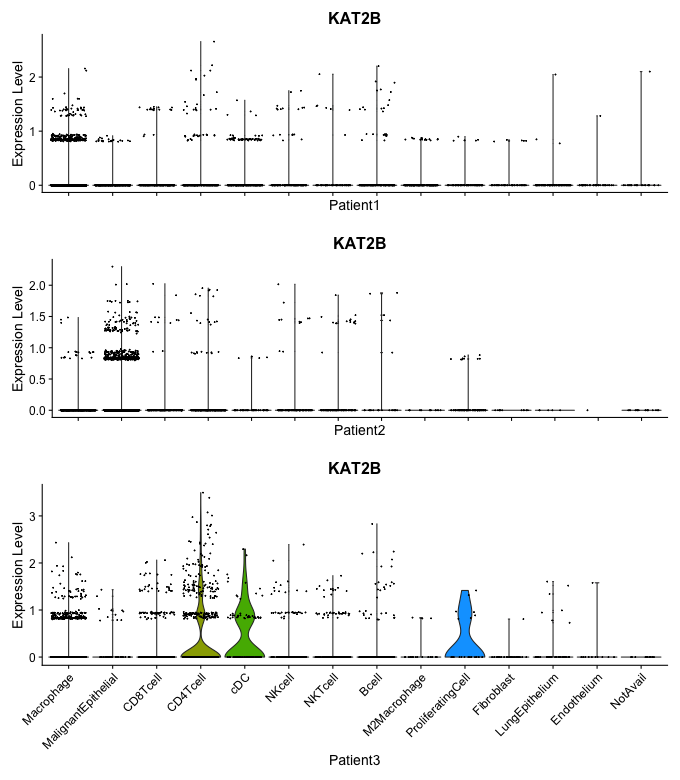 KAT2B
Expression Level
2
1
0
Patient1
KAT2B
Expression Level
2.0
1.5
1.0
0.5
0.0
Patient2
KAT2B
Expression Level
3
2
1
0
Macrophage
MalignantEpithelial
CD8Tcell
CD4Tcell
cDC
NKcell
NKTcell
Bcell
M2Macrophage
ProliferatingCell
Fibroblast
LungEpithelium
Endothelium
NotAvail
Patient3